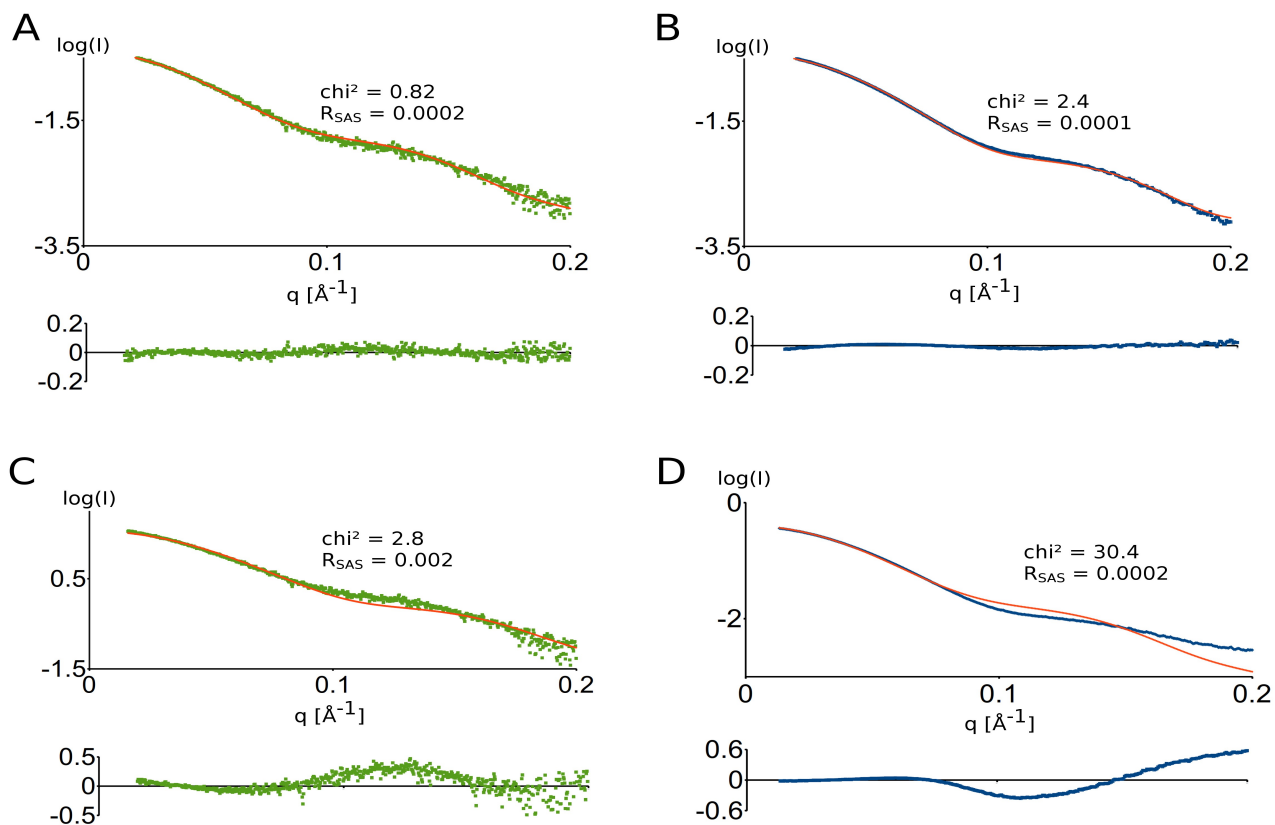 A
log(I)
chi² = 0.82
R_SAS = 0.0002
-1.5
-3.5
0
0.1
0.2
q [Å⁻¹]
0.2
0
-0.2
B
log(I)
chi² = 2.4
R_SAS = 0.0001
-1.5
-3.5
0
0.1
0.2
q [Å⁻¹]
0.2
0
-0.2
C
log(I)
chi² = 2.8
R_SAS = 0.002
0.5
-1.5
0
0.1
0.2
q [Å⁻¹]
0.5
0
-0.5
D
log(I)
0
chi² = 30.4
R_SAS = 0.0002
-2
0
0.1
0.2
q [Å⁻¹]
0.6
0
-0.6